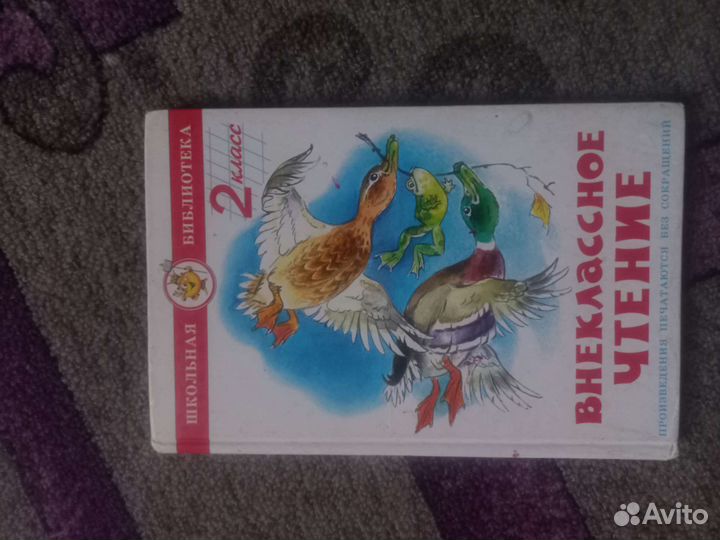 ШКОЛЬНАЯ БИБЛИОТЕКА
2 класс
ВНЕКЛАССНОЕ
ЧТЕНИЕ
ПРОИЗВЕДЕНИЯ ПЕЧАТАЮТСЯ БЕЗ СОКРАЩЕНИЙ
Avito